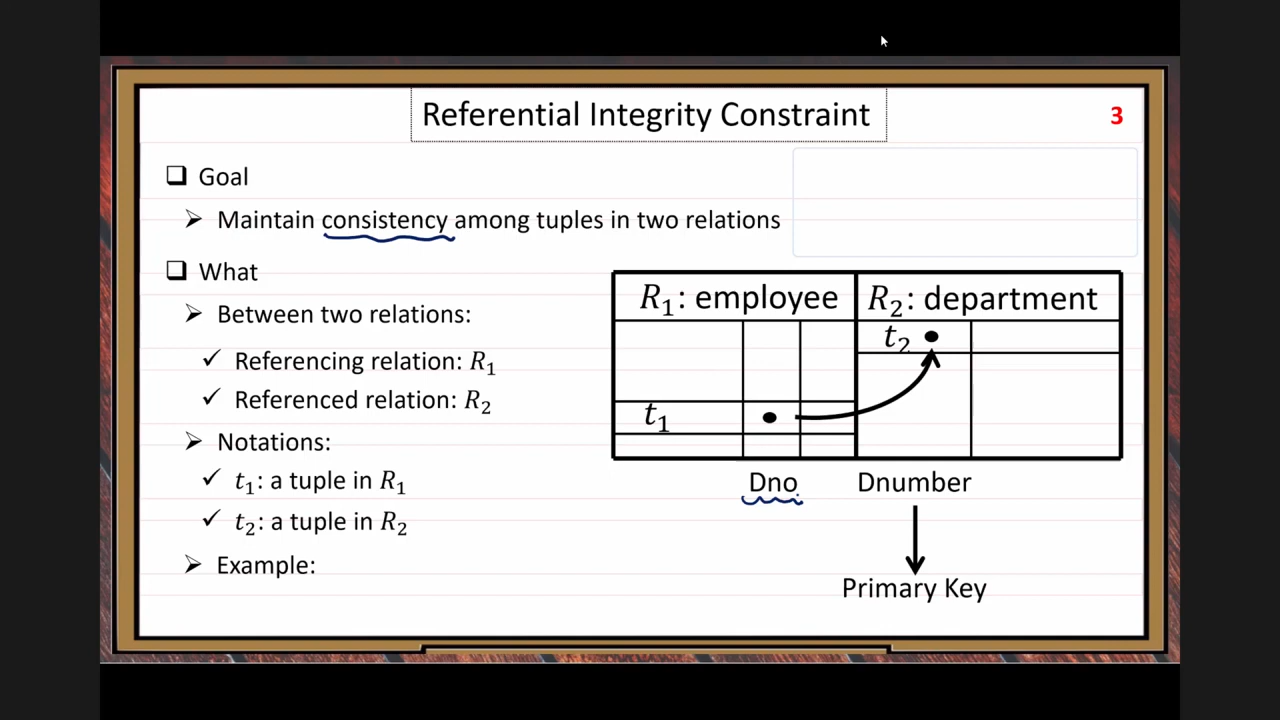 Referential Integrity Constraint
3
Goal
Maintain consistency among tuples in two relations
What
Between two relations:
Referencing relation: R₁
Referenced relation: R₂
Notations:
t₁: a tuple in R₁
t₂: a tuple in R₂
Example:
R₁: employee
R₂: department
t₂
t₁
Dno
Dnumber
Primary Key